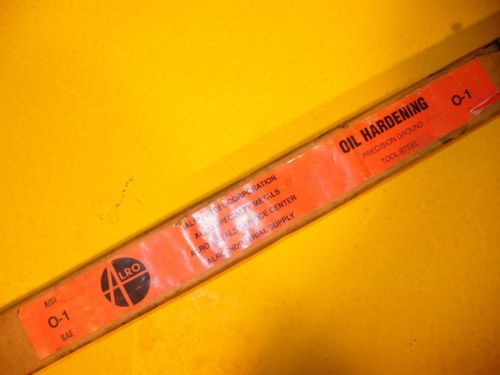 AISI
O-1
SAE
ALRO
ALRO STEEL CORPORATION
ALRO SPECIALTY METALS
ALRO METALS SERVICE CENTER
ALRO INDUSTRIAL SUPPLY
OIL HARDENING
PRECISION GROUND
TOOL STEEL
O-1